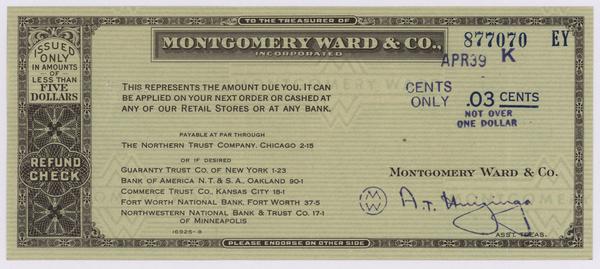 TO THE TREASURER OF
MONTGOMERY WARD & CO.,
INCORPORATED
877070 EY
APR39 K
ISSUED
ONLY
IN AMOUNTS
OF
LESS THAN
FIVE
DOLLARS
REFUND
CHECK
THIS REPRESENTS THE AMOUNT DUE YOU. IT CAN
BE APPLIED ON YOUR NEXT ORDER OR CASHED AT
ANY OF OUR RETAIL STORES OR AT ANY BANK.
CENTS
ONLY
.03 CENTS
NOT OVER
ONE DOLLAR
PAYABLE AT PAR THROUGH
THE NORTHERN TRUST COMPANY, CHICAGO 2-15
OR IF DESIRED
GUARANTY TRUST CO. OF NEW YORK 1-23
BANK OF AMERICA N.T. & S.A., OAKLAND 90-1
COMMERCE TRUST CO., KANSAS CITY 18-1
FORT WORTH NATIONAL BANK, FORT WORTH 37-5
NORTHWESTERN NATIONAL BANK & TRUST CO. 17-1
OF MINNEAPOLIS
16925-9
MONTGOMERY WARD & CO.
MW
A.T. Huizinga
ASST. TREAS.
PLEASE ENDORSE ON OTHER SIDE